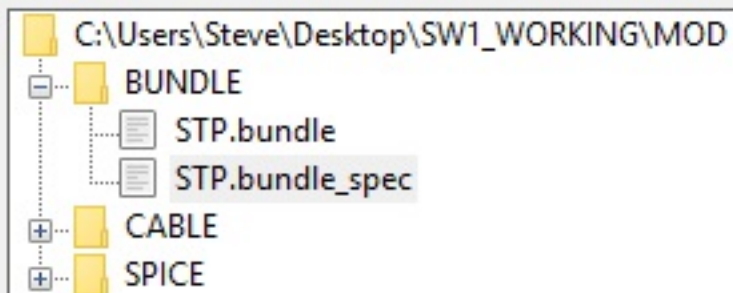 C:\Users\Steve\Desktop\SW1_WORKING\MOD
BUNDLE
STP.bundle
STP.bundle_spec
CABLE
SPICE